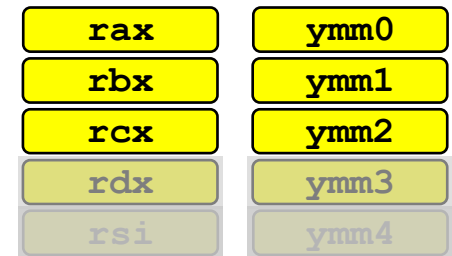 rax ymm0
rbx ymm1
rcx ymm2
rdx ymm3
rsi ymm4